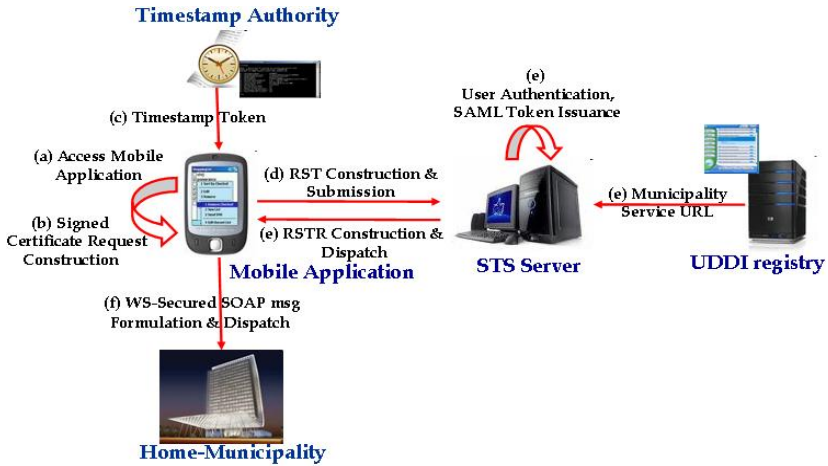 Timestamp Authority
(c) Timestamp Token
(e)
User Authentication,
SAML Token Issuance
(a) Access Mobile
Application
(b) Signed
Certificate Request
Construction
(d) RST Construction &
Submission
(e) RSTR Construction &
Dispatch
(e) Municipality
Service URL
Mobile Application
STS Server
UDDI registry
(f) WS-Secured SOAP msg
Formulation & Dispatch
Home-Municipality